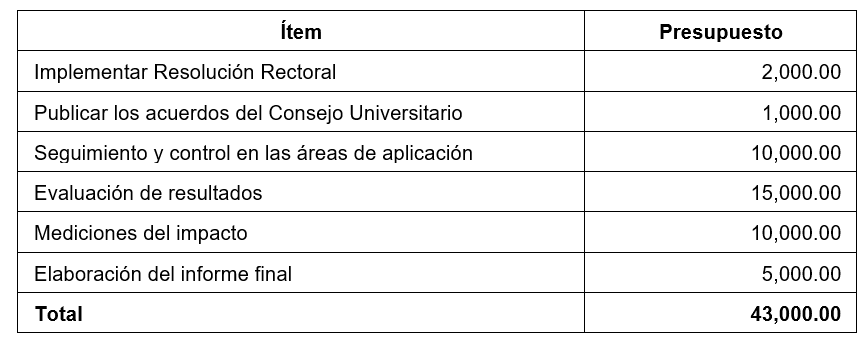 Ítem Presupuesto
Implementar Resolución Rectoral 2,000.00
Publicar los acuerdos del Consejo Universitario 1,000.00
Seguimiento y control en las áreas de aplicación 10,000.00
Evaluación de resultados 15,000.00
Mediciones del impacto 10,000.00
Elaboración del informe final 5,000.00
Total 43,000.00